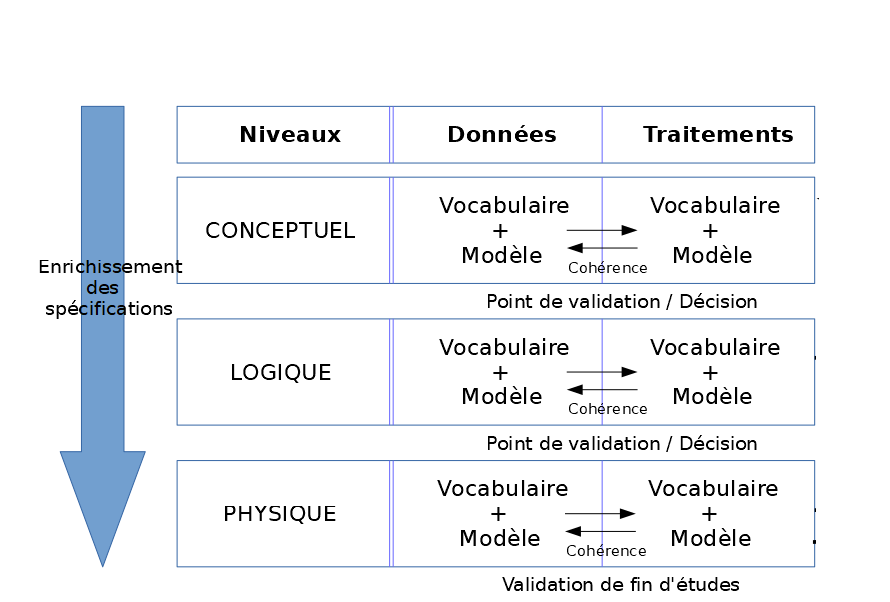 Niveaux Données Traitements
CONCEPTUEL
Vocabulaire
+
Modèle
Vocabulaire
+
Modèle
Cohérence
Point de validation / Décision
Enrichissement
des
spécifications
LOGIQUE
Vocabulaire
+
Modèle
Vocabulaire
+
Modèle
Cohérence
Point de validation / Décision
PHYSIQUE
Vocabulaire
+
Modèle
Vocabulaire
+
Modèle
Cohérence
Validation de fin d'études